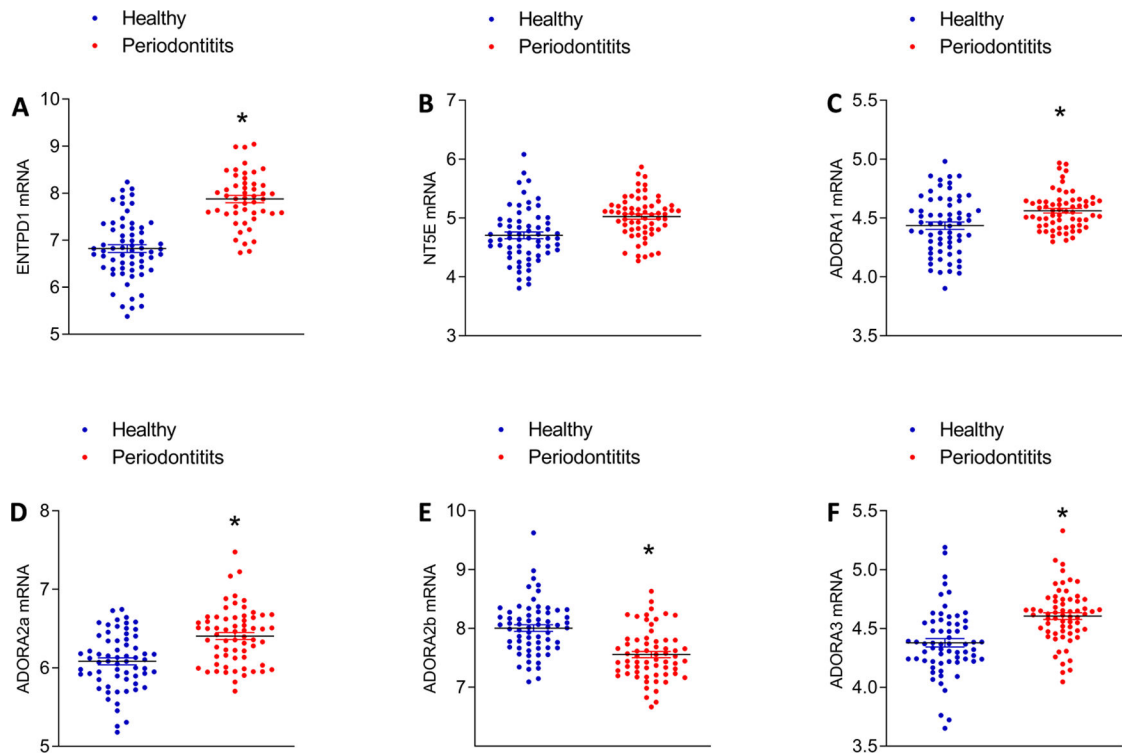 Healthy
Periodontitits
Healthy
Periodontitits
Healthy
Periodontitits
A
*
ENTPD1 mRNA
10
9
8
7
6
5
B
NT5E mRNA
7
6
5
4
3
C
*
ADORA1 mRNA
5.5
5.0
4.5
4.0
3.5
Healthy
Periodontitits
Healthy
Periodontitits
Healthy
Periodontitits
D
*
ADORA2a mRNA
8
7
6
5
E
*
ADORA2b mRNA
10
9
8
7
F
*
ADORA3 mRNA
5.5
5.0
4.5
4.0
3.5